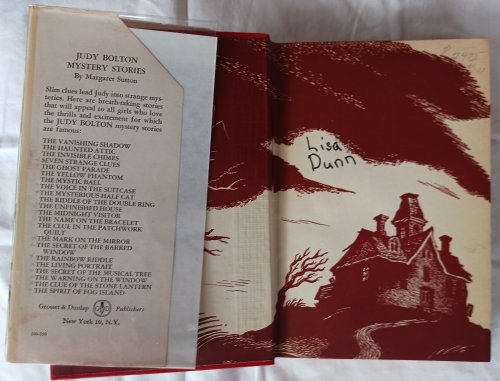 JUDY BOLTON
MYSTERY STORIES
By Margaret Sutton
Slim clues lead Judy into strange mys-
teries. Here are breath-taking stories
that will appeal to all girls who love
the thrills and excitement for which
the JUDY BOLTON mystery stories
are famous:
THE VANISHING SHADOW
THE HAUNTED ATTIC
THE INVISIBLE CHIMES
SEVEN STRANGE CLUES
THE GHOST PARADE
THE YELLOW PHANTOM
THE MYSTIC BALL
THE VOICE IN THE SUITCASE
THE MYSTERIOUS HALF CAT
THE RIDDLE OF THE DOUBLE RING
THE UNFINISHED HOUSE
THE MIDNIGHT VISITOR
THE NAME ON THE BRACELET
THE CLUE IN THE PATCHWORK
QUILT
THE MARK ON THE MIRROR
THE SECRET OF THE BARRED
WINDOW
THE RAINBOW RIDDLE
THE LIVING PORTRAIT
THE SECRET OF THE MUSICAL TREE
THE WARNING ON THE WINDOW
THE CLUE OF THE STONE LANTERN
THE SPIRIT OF FOG ISLAND
Grosset & Dunlap Publishers
New York 10, N.Y.
Lisa
Dunn